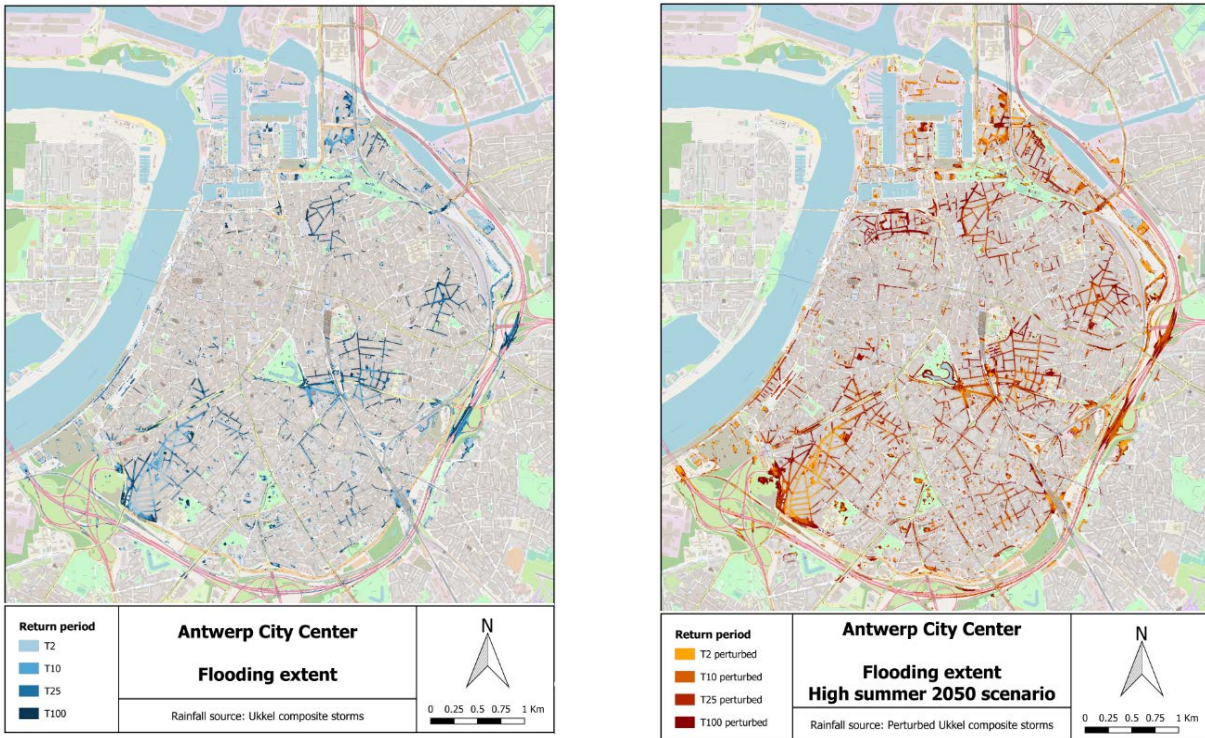 Return period
T2
T10
T25
T100
Antwerp City Center
Flooding extent
Rainfall source: Ukkel composite storms
N
0 0.25 0.5 0.75 1 Km
Return period
T2 perturbed
T10 perturbed
T25 perturbed
T100 perturbed
Antwerp City Center
Flooding extent
High summer 2050 scenario
Rainfall source: Perturbed Ukkel composite storms
N
0 0.25 0.5 0.75 1 Km